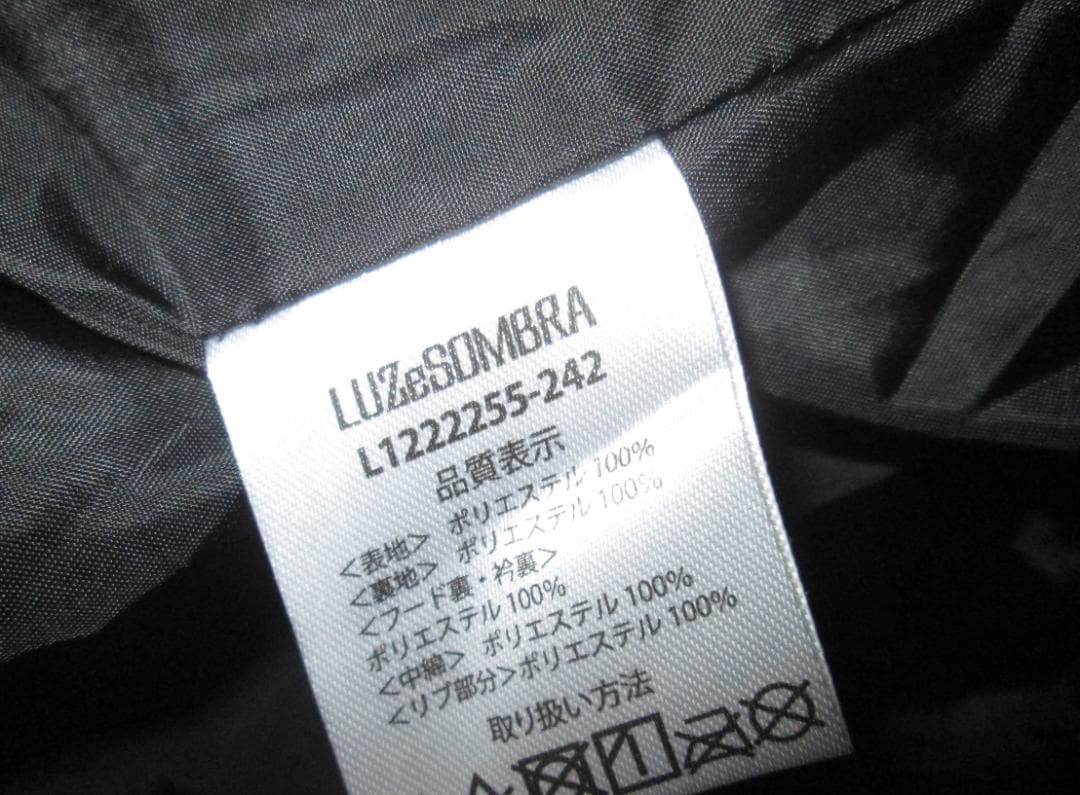 LUZeSOMBRA
L1222255-242
品質表示
<表地> ポリエステル 100%
<裏地> ポリエステル 100%
<フード裏・衿裏>
ポリエステル 100%
<中綿> ポリエステル 100%
<リブ部分>ポリエステル 100%
取り扱い方法